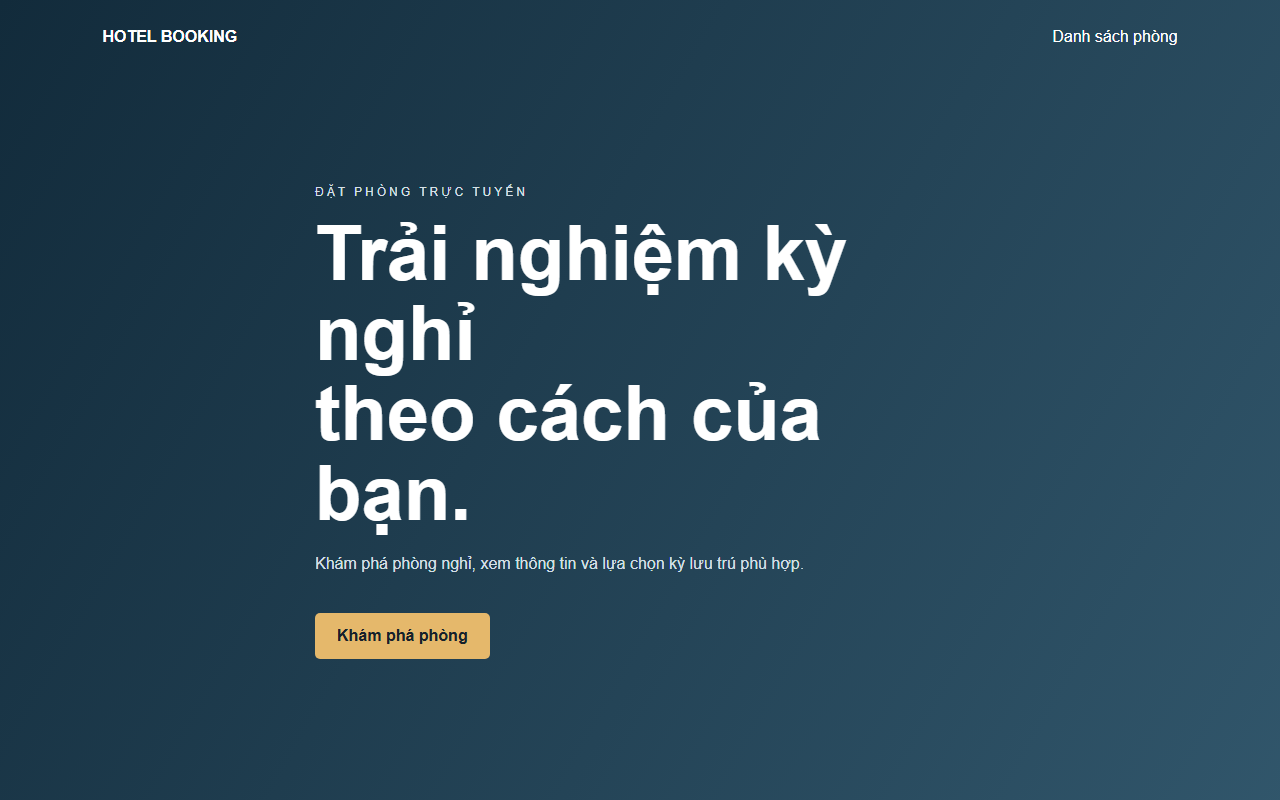 HOTEL BOOKING
Danh sách phòng
ĐẶT PHÒNG TRỰC TUYẾN
Trải nghiệm kỳ
nghỉ
theo cách của
bạn.
Khám phá phòng nghỉ, xem thông tin và lựa chọn kỳ lưu trú phù hợp.
Khám phá phòng